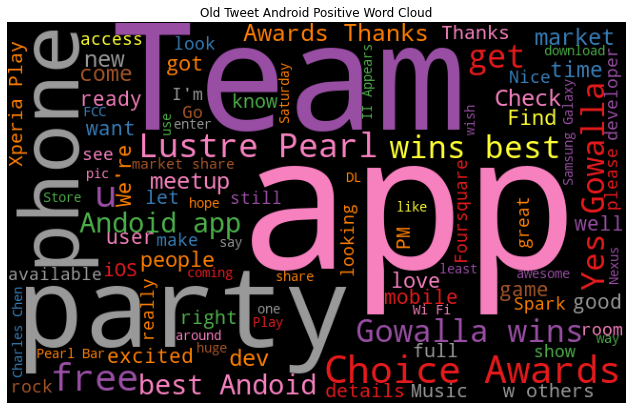 Old Tweet Android Positive Word Cloud
access
look
Awards Thanks
Thanks
market
Team
download
new
got
get
Nice
time
Xperia Play
come
phone
FCC
I'm
Go
know
Saturday
II Appears
Check
Samsung Galaxy
developer
ready
enter
use
wish
Find
want
Lustre Pearl
wins best
see
We're
market share
app
please
Gowalla
pic
meetup
DL
Foursquare
Store
u
let
hope
still
like
great
well
Andoid app
user
make
say
looking
PM
Yes
people
love
least
awesome
Nexus
available
iOS
coming
share
mobile
game
good
party
really
one
Wi Fi
Spark
Charles Chen
right
Play
Gowalla wins
room
around
Pearl Bar
excited
huge
dev
full
show
way
rock
free
best Andoid
Choice Awards
details
Music
w others